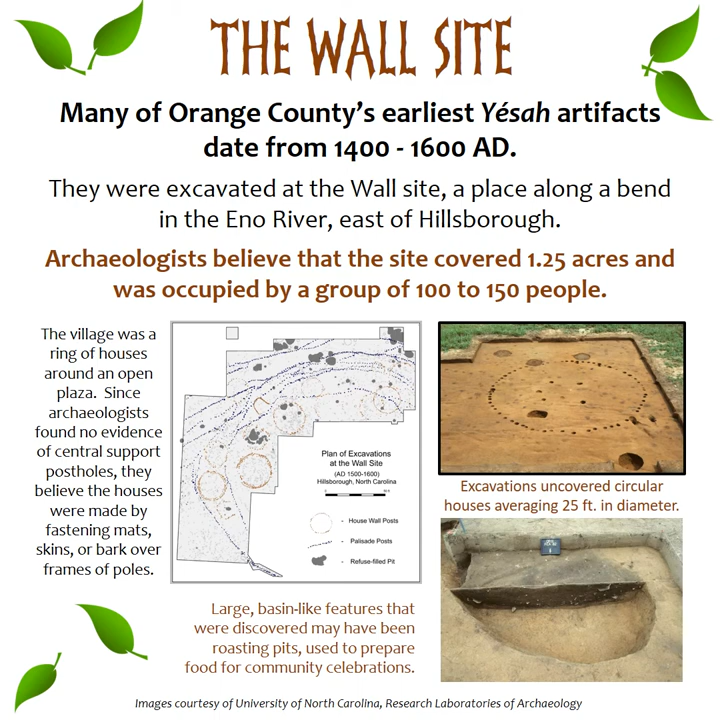 THE WALL SITE
Many of Orange County's earliest Yésah artifacts
date from 1400 - 1600 AD.
They were excavated at the Wall site, a place along a bend
in the Eno River, east of Hillsborough.
Archaeologists believe that the site covered 1.25 acres and
was occupied by a group of 100 to 150 people.
The village was a
ring of houses
around an open
plaza. Since
archaeologists
found no evidence
of central support
postholes, they
believe the houses
were made by
fastening mats,
skins, or bark over
frames of poles.
Plan of Excavations
at the Wall Site
(AD 1500-1600)
Hillsborough, North Carolina
- House Wall Posts
- Palisade Posts
- Refuse-filled Pit
Excavations uncovered circular
houses averaging 25 ft. in diameter.
Large, basin-like features that
were discovered may have been
roasting pits, used to prepare
food for community celebrations.
Images courtesy of University of North Carolina, Research Laboratories of Archaeology